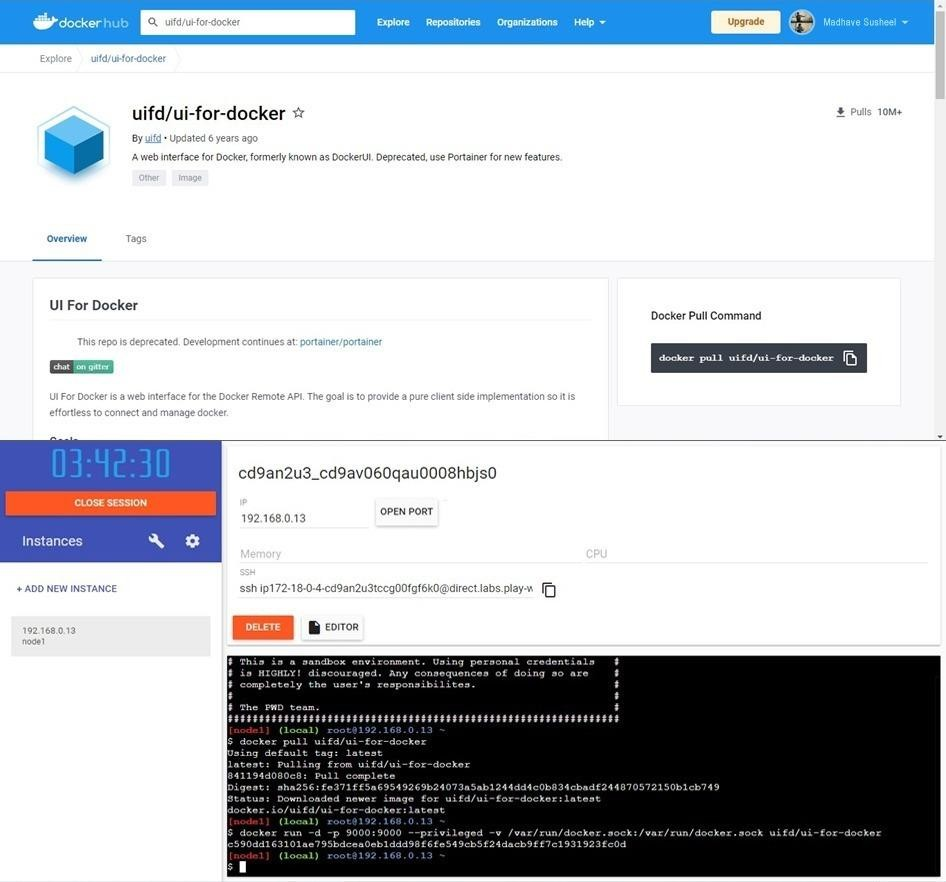 docker hub
uifd/ui-for-docker
Explore Repositories Organizations Help
Upgrade
Madhave Susheel
Explore uifd/ui-for-docker
uifd/ui-for-docker
Pulls 10M+
By uifd • Updated 6 years ago
A web interface for Docker, formerly known as DockerUI. Deprecated, use Portainer for new features.
Other Image
Overview Tags
UI For Docker
This repo is deprecated. Development continues at: portainer/portainer
chat on gitter
UI For Docker is a web interface for the Docker Remote API. The goal is to provide a pure client side implementation so it is
effortless to connect and manage docker.
Goals
Docker Pull Command
docker pull uifd/ui-for-docker
03:42:30
CLOSE SESSION
Instances
+ ADD NEW INSTANCE
192.168.0.13
node1
cd9an2u3_cd9av060qau0008hbjs0
IP
192.168.0.13
OPEN PORT
Memory CPU
SSH
ssh ip172-18-0-4-cd9an2u3tccg00fgf6k0@direct.labs.play-w
DELETE EDITOR
# This is a sandbox environment. Using personal credentials #
# is HIGHLY! discouraged. Any consequences of doing so are #
# completely the user's responsibilites. #
# #
# The PWD team. #
###############################################################
[node1] (local) root@192.168.0.13 ~
$ docker pull uifd/ui-for-docker
Using default tag: latest
latest: Pulling from uifd/ui-for-docker
841194d080c8: Pull complete
Digest: sha256:fe371ff5a69549269b24073a5ab1244dd4c0b834cbadf244870572150b1cb749
Status: Downloaded newer image for uifd/ui-for-docker:latest
docker.io/uifd/ui-for-docker:latest
[node1] (local) root@192.168.0.13 ~
$ docker run -d -p 9000:9000 --privileged -v /var/run/docker.sock:/var/run/docker.sock uifd/ui-for-docker
c590dd163101ae795bdcea0eb1ddd98f6fe549cb5f24dacb9ff7c1931923fc0d
[node1] (local) root@192.168.0.13 ~
$